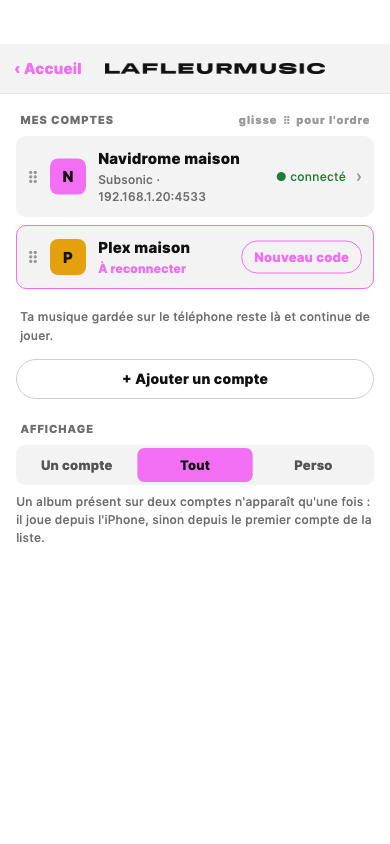 ‹ Accueil LAFLEURMUSIC
MES COMPTES glisse ⠿ pour l'ordre
N Navidrome maison
Subsonic ·
192.168.1.20:4533
● connecté ›
P Plex maison
À reconnecter
Nouveau code
Ta musique gardée sur le téléphone reste là et continue de
jouer.
+ Ajouter un compte
AFFICHAGE
Un compte Tout Perso
Un album présent sur deux comptes n'apparaît qu'une fois :
il joue depuis l'iPhone, sinon depuis le premier compte de la
liste.